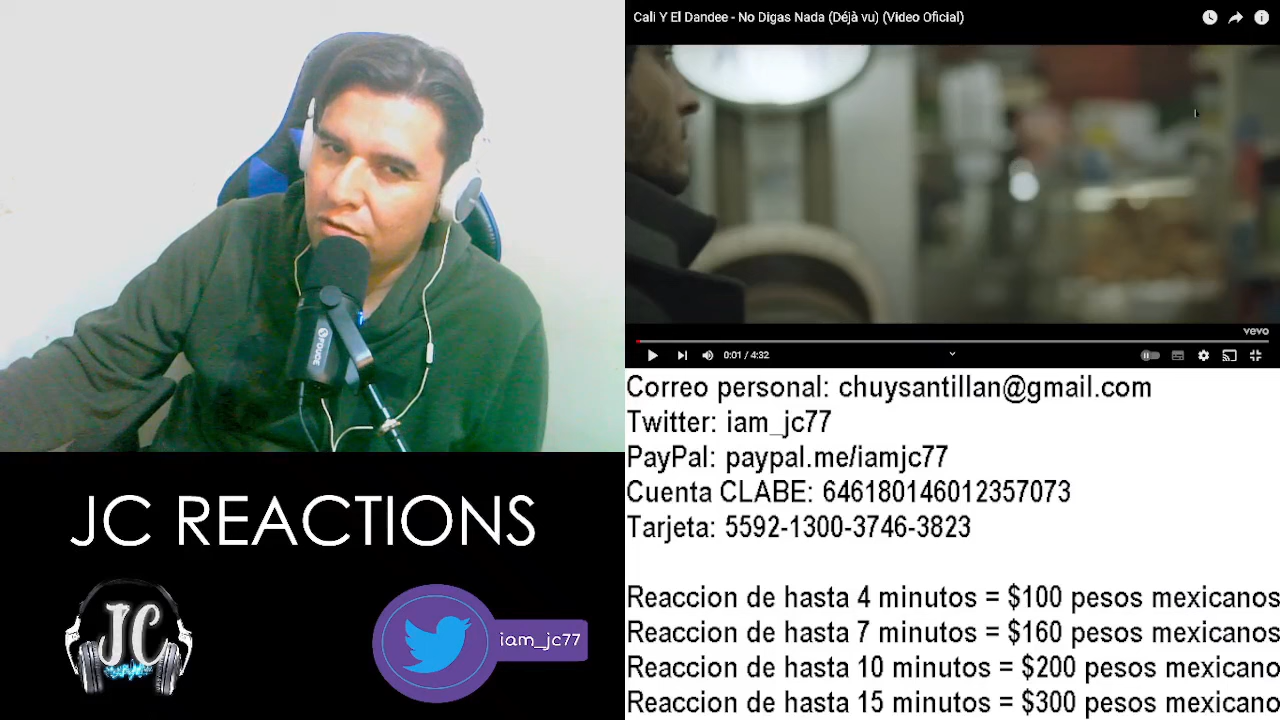 Cali Y El Dandee - No Digas Nada (Déjà vu) (Video Oficial)
vevo
0:01 / 4:32
FDUCE
Correo personal: chuysantillan@gmail.com
Twitter: iam_jc77
PayPal: paypal.me/iamjc77
Cuenta CLABE: 646180146012357073
Tarjeta: 5592-1300-3746-3823
Reaccion de hasta 4 minutos = $100 pesos mexicanos
Reaccion de hasta 7 minutos = $160 pesos mexicanos
Reaccion de hasta 10 minutos = $200 pesos mexicano
Reaccion de hasta 15 minutos = $300 pesos mexicano
JC REACTIONS
JC
iam_jc77